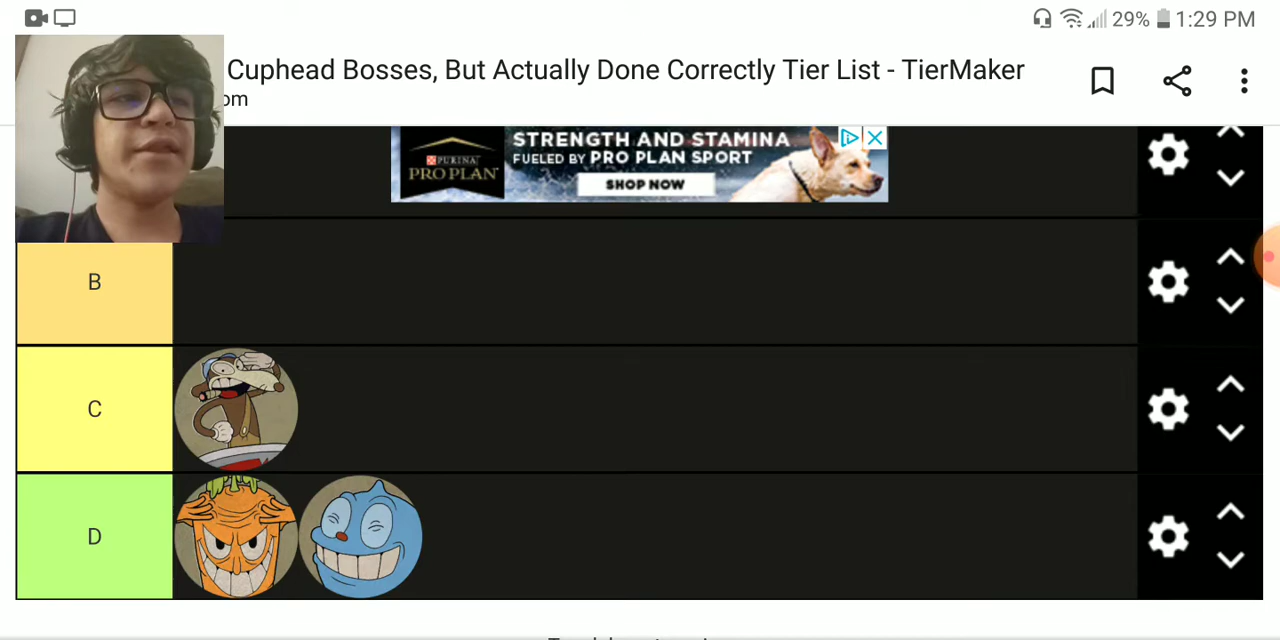 29% 1:29 PM
Cuphead Bosses, But Actually Done Correctly Tier List - TierMaker
om
STRENGTH AND STAMINA
PURINA
PRO PLAN
FUELED BY PRO PLAN SPORT
SHOP NOW
B
C
D